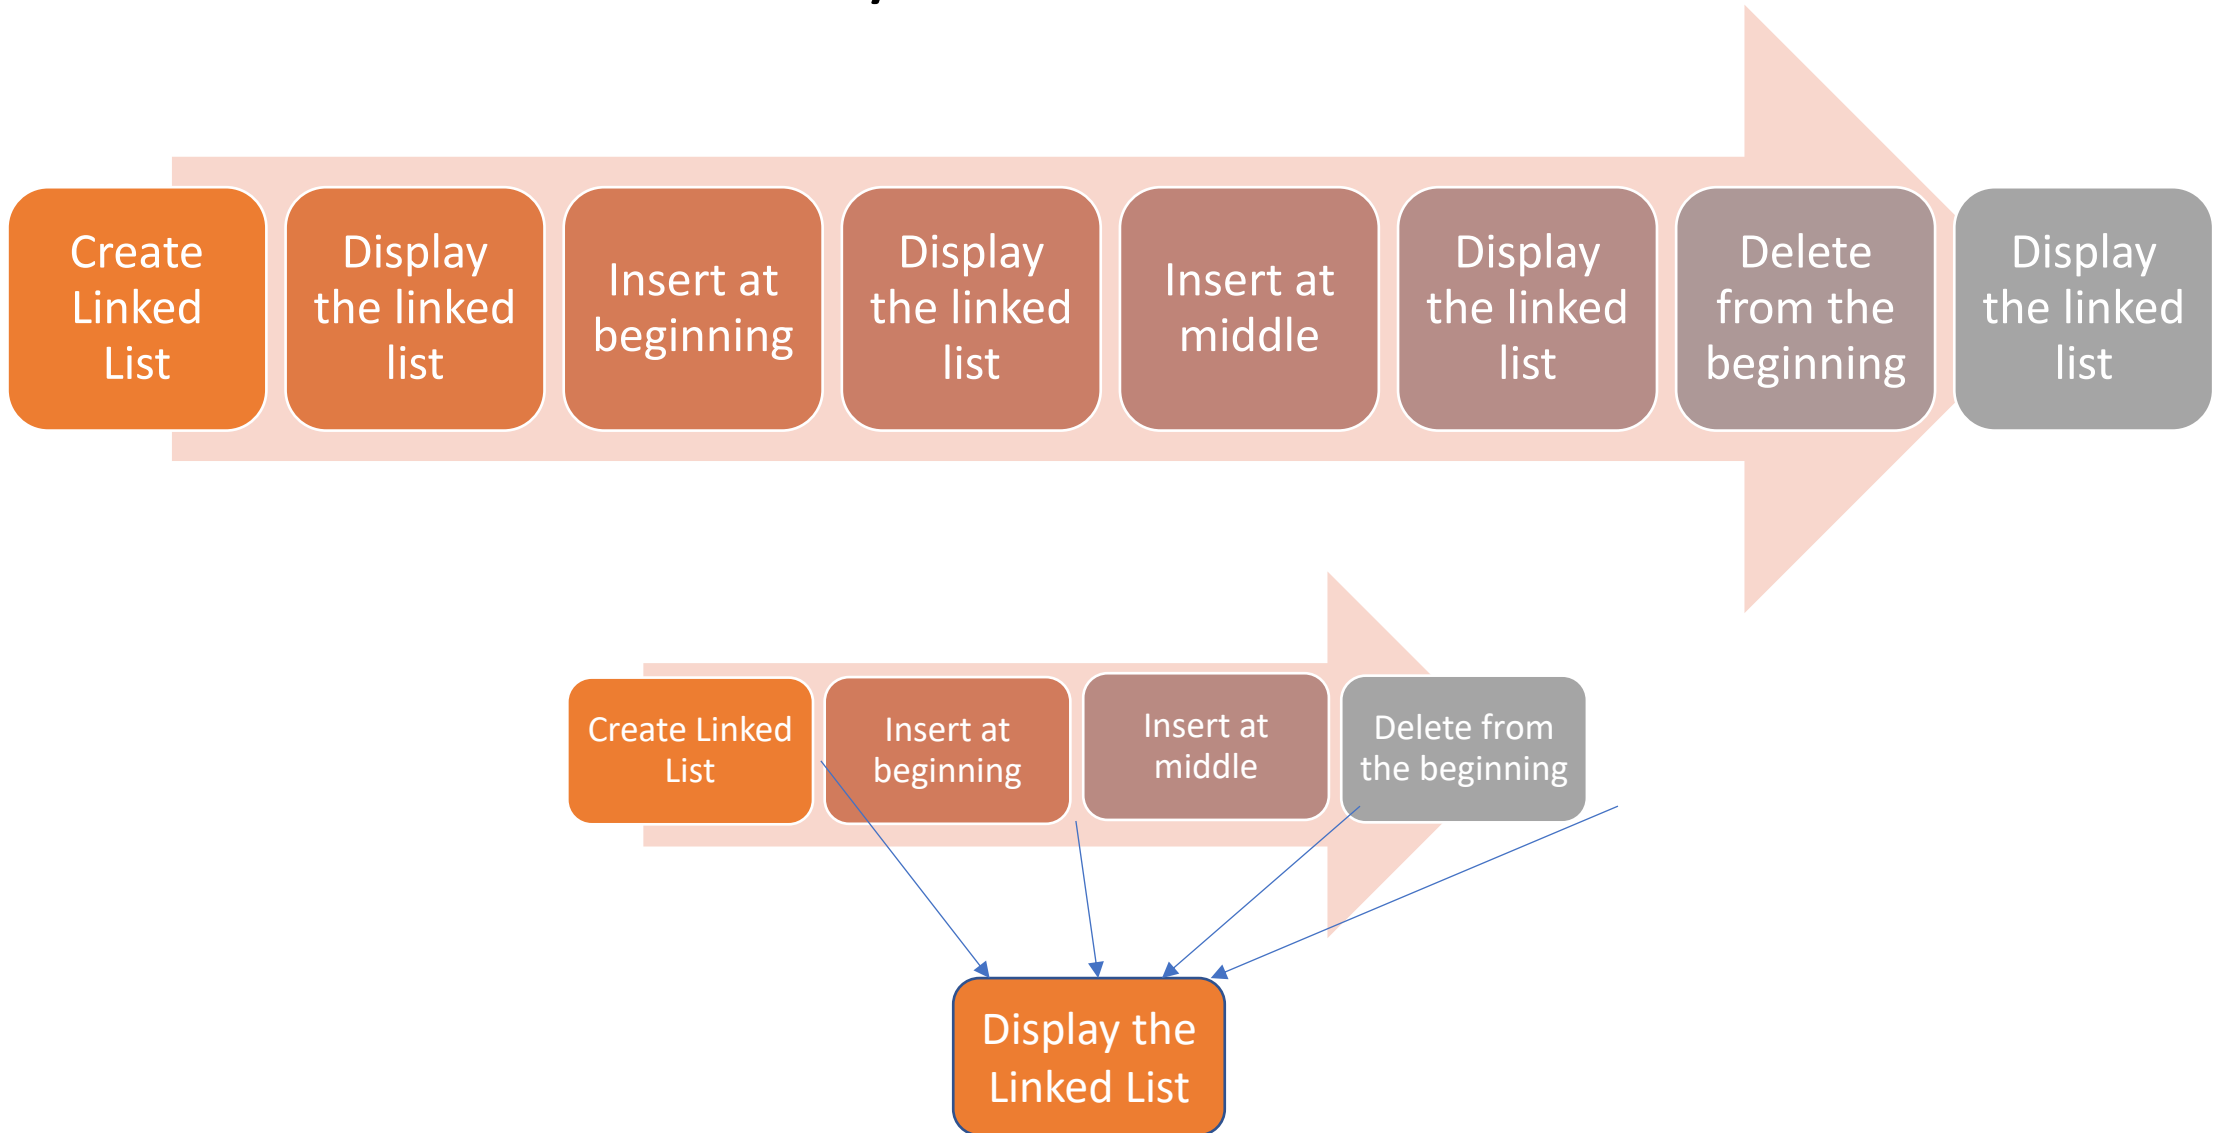 Create
Linked
List
Display
the linked
list
Insert at
beginning
Display
the linked
list
Insert at
middle
Display
the linked
list
Delete
from the
beginning
Display
the linked
list
Create Linked
List
Insert at
beginning
Insert at
middle
Delete from
the beginning
Display the
Linked List